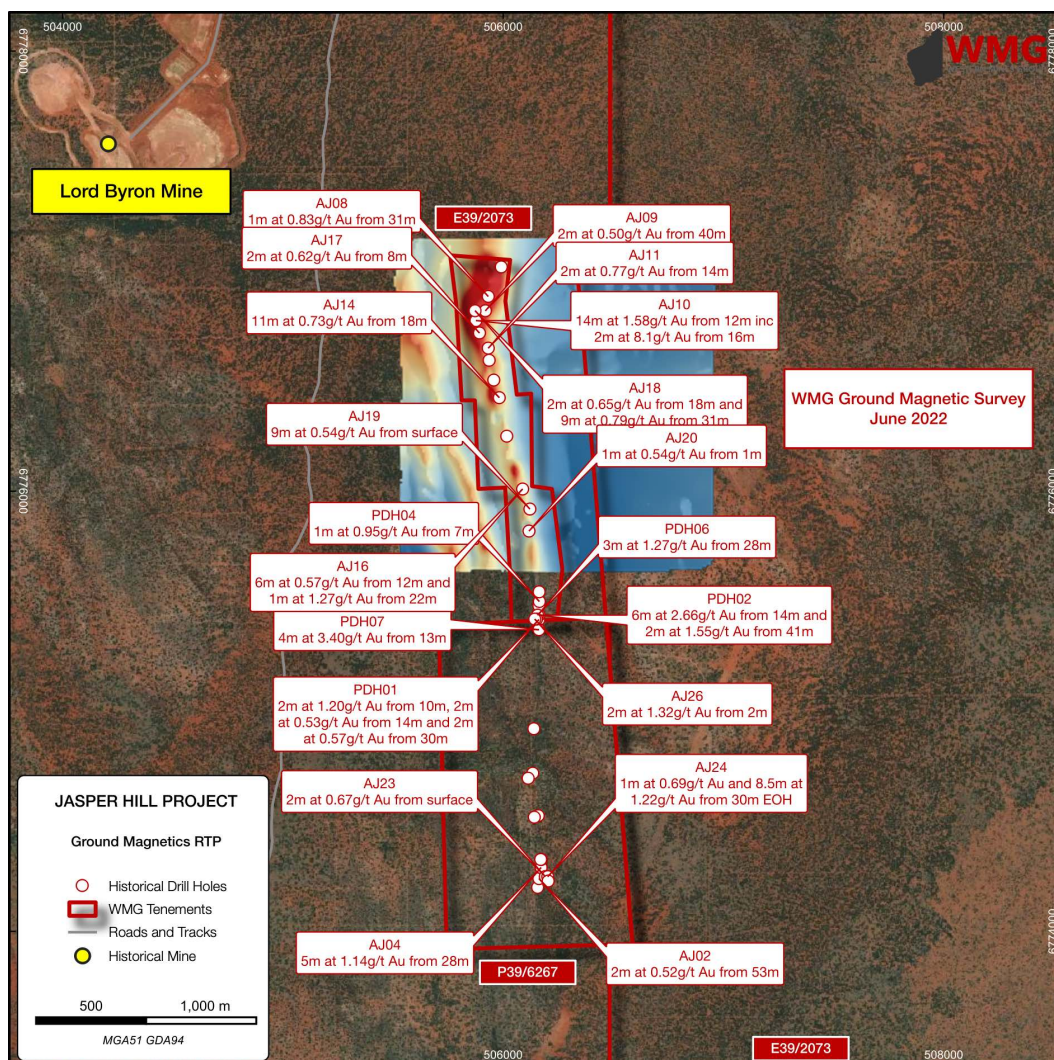 504000
506000
508000
6778000
6778000
WMG
Lord Byron Mine
E39/2073
AJ08
1m at 0.83g/t Au from 31m
AJ09
2m at 0.50g/t Au from 40m
AJ17
2m at 0.62g/t Au from 8m
AJ11
2m at 0.77g/t Au from 14m
AJ14
11m at 0.73g/t Au from 18m
AJ10
14m at 1.58g/t Au from 12m inc
2m at 8.1g/t Au from 16m
AJ18
2m at 0.65g/t Au from 18m and
9m at 0.79g/t Au from 31m
WMG Ground Magnetic Survey
June 2022
AJ19
9m at 0.54g/t Au from surface
AJ20
1m at 0.54g/t Au from 1m
6776000
6776000
PDH04
1m at 0.95g/t Au from 7m
PDH06
3m at 1.27g/t Au from 28m
AJ16
6m at 0.57g/t Au from 12m and
1m at 1.27g/t Au from 22m
PDH02
6m at 2.66g/t Au from 14m and
2m at 1.55g/t Au from 41m
PDH07
4m at 3.40g/t Au from 13m
PDH01
2m at 1.20g/t Au from 10m, 2m
at 0.53g/t Au from 14m and 2m
at 0.57g/t Au from 30m
AJ26
2m at 1.32g/t Au from 2m
AJ23
2m at 0.67g/t Au from surface
AJ24
1m at 0.69g/t Au and 8.5m at
1.22g/t Au from 30m EOH
6774000
AJ04
5m at 1.14g/t Au from 28m
AJ02
2m at 0.52g/t Au from 53m
P39/6267
JASPER HILL PROJECT
Ground Magnetics RTP
Historical Drill Holes
WMG Tenements
Roads and Tracks
Historical Mine
500
1,000 m
MGA51 GDA94
506000
508000
E39/2073